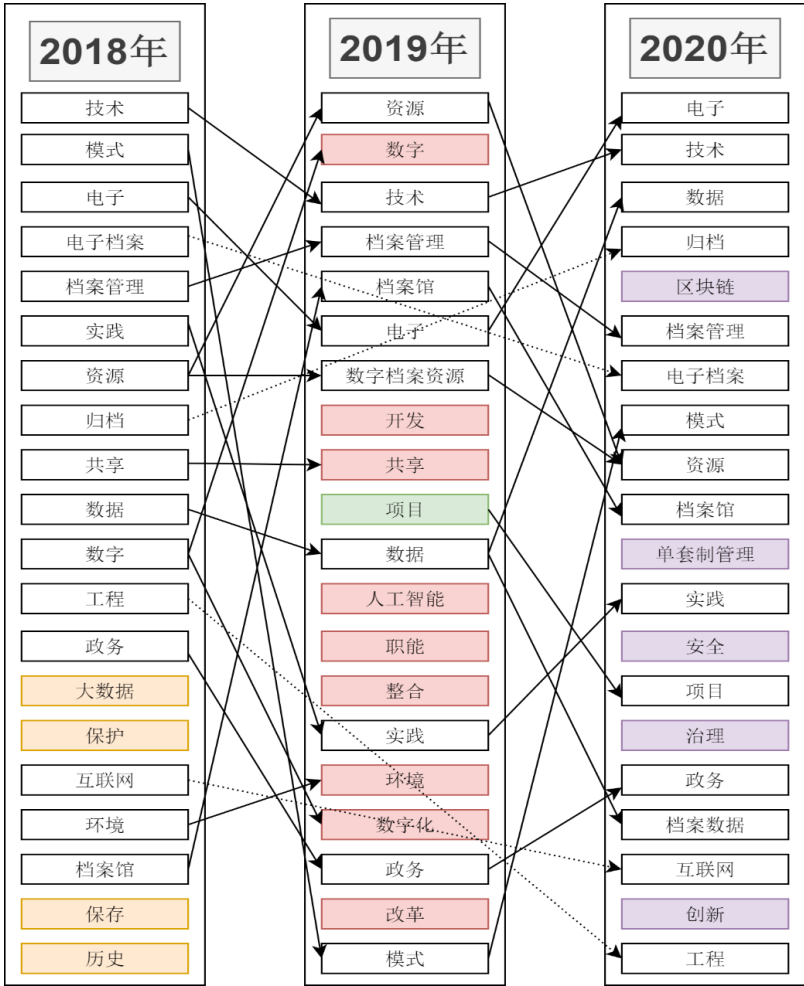 2018年
技术
模式
电子
电子档案
档案管理
实践
资源
归档
共享
数据
数字
工程
政务
大数据
保护
互联网
环境
档案馆
保存
历史
2019年
资源
数字
技术
档案管理
档案馆
电子
数字档案资源
开发
共享
项目
数据
人工智能
职能
整合
实践
环境
数字化
政务
改革
模式
2020年
电子
技术
数据
归档
区块链
档案管理
电子档案
模式
资源
档案馆
单套制管理
实践
安全
项目
治理
政务
档案数据
互联网
创新
工程